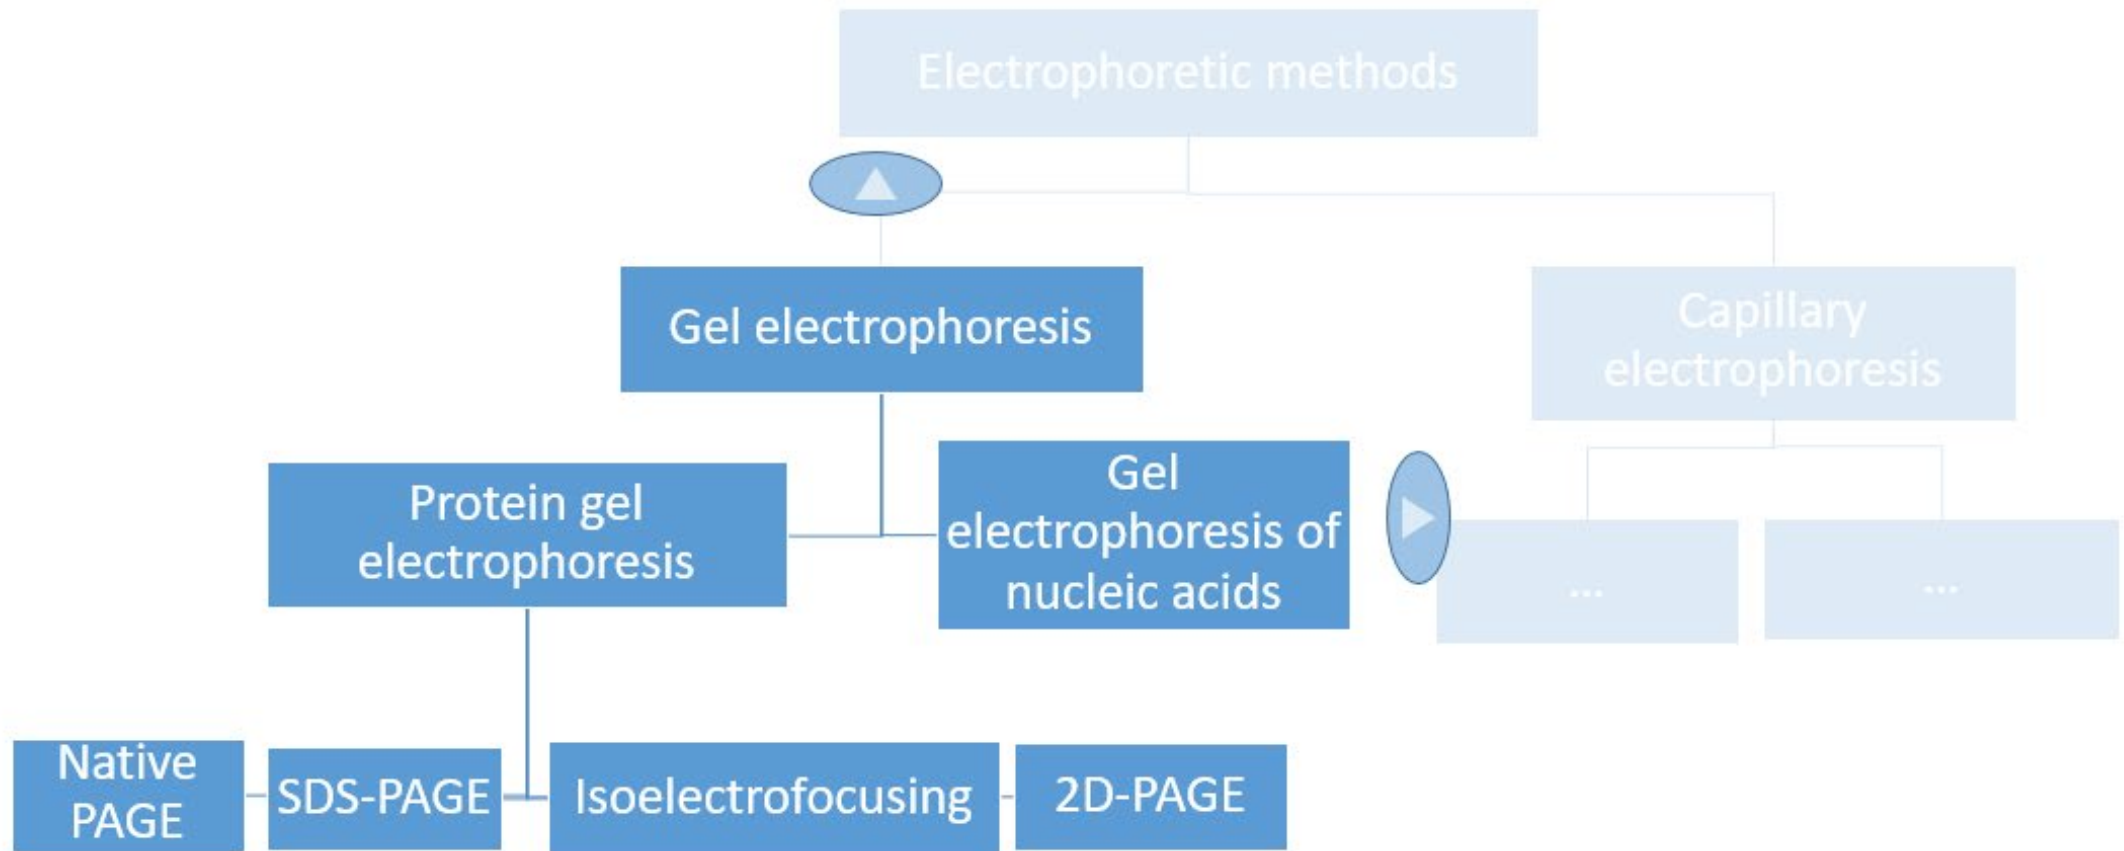 Electrophoretic methods
Gel electrophoresis
Capillary
electrophoresis
Protein gel
electrophoresis
Gel
electrophoresis of
nucleic acids
...
...
Native
PAGE
SDS-PAGE
Isoelectrofocusing
2D-PAGE